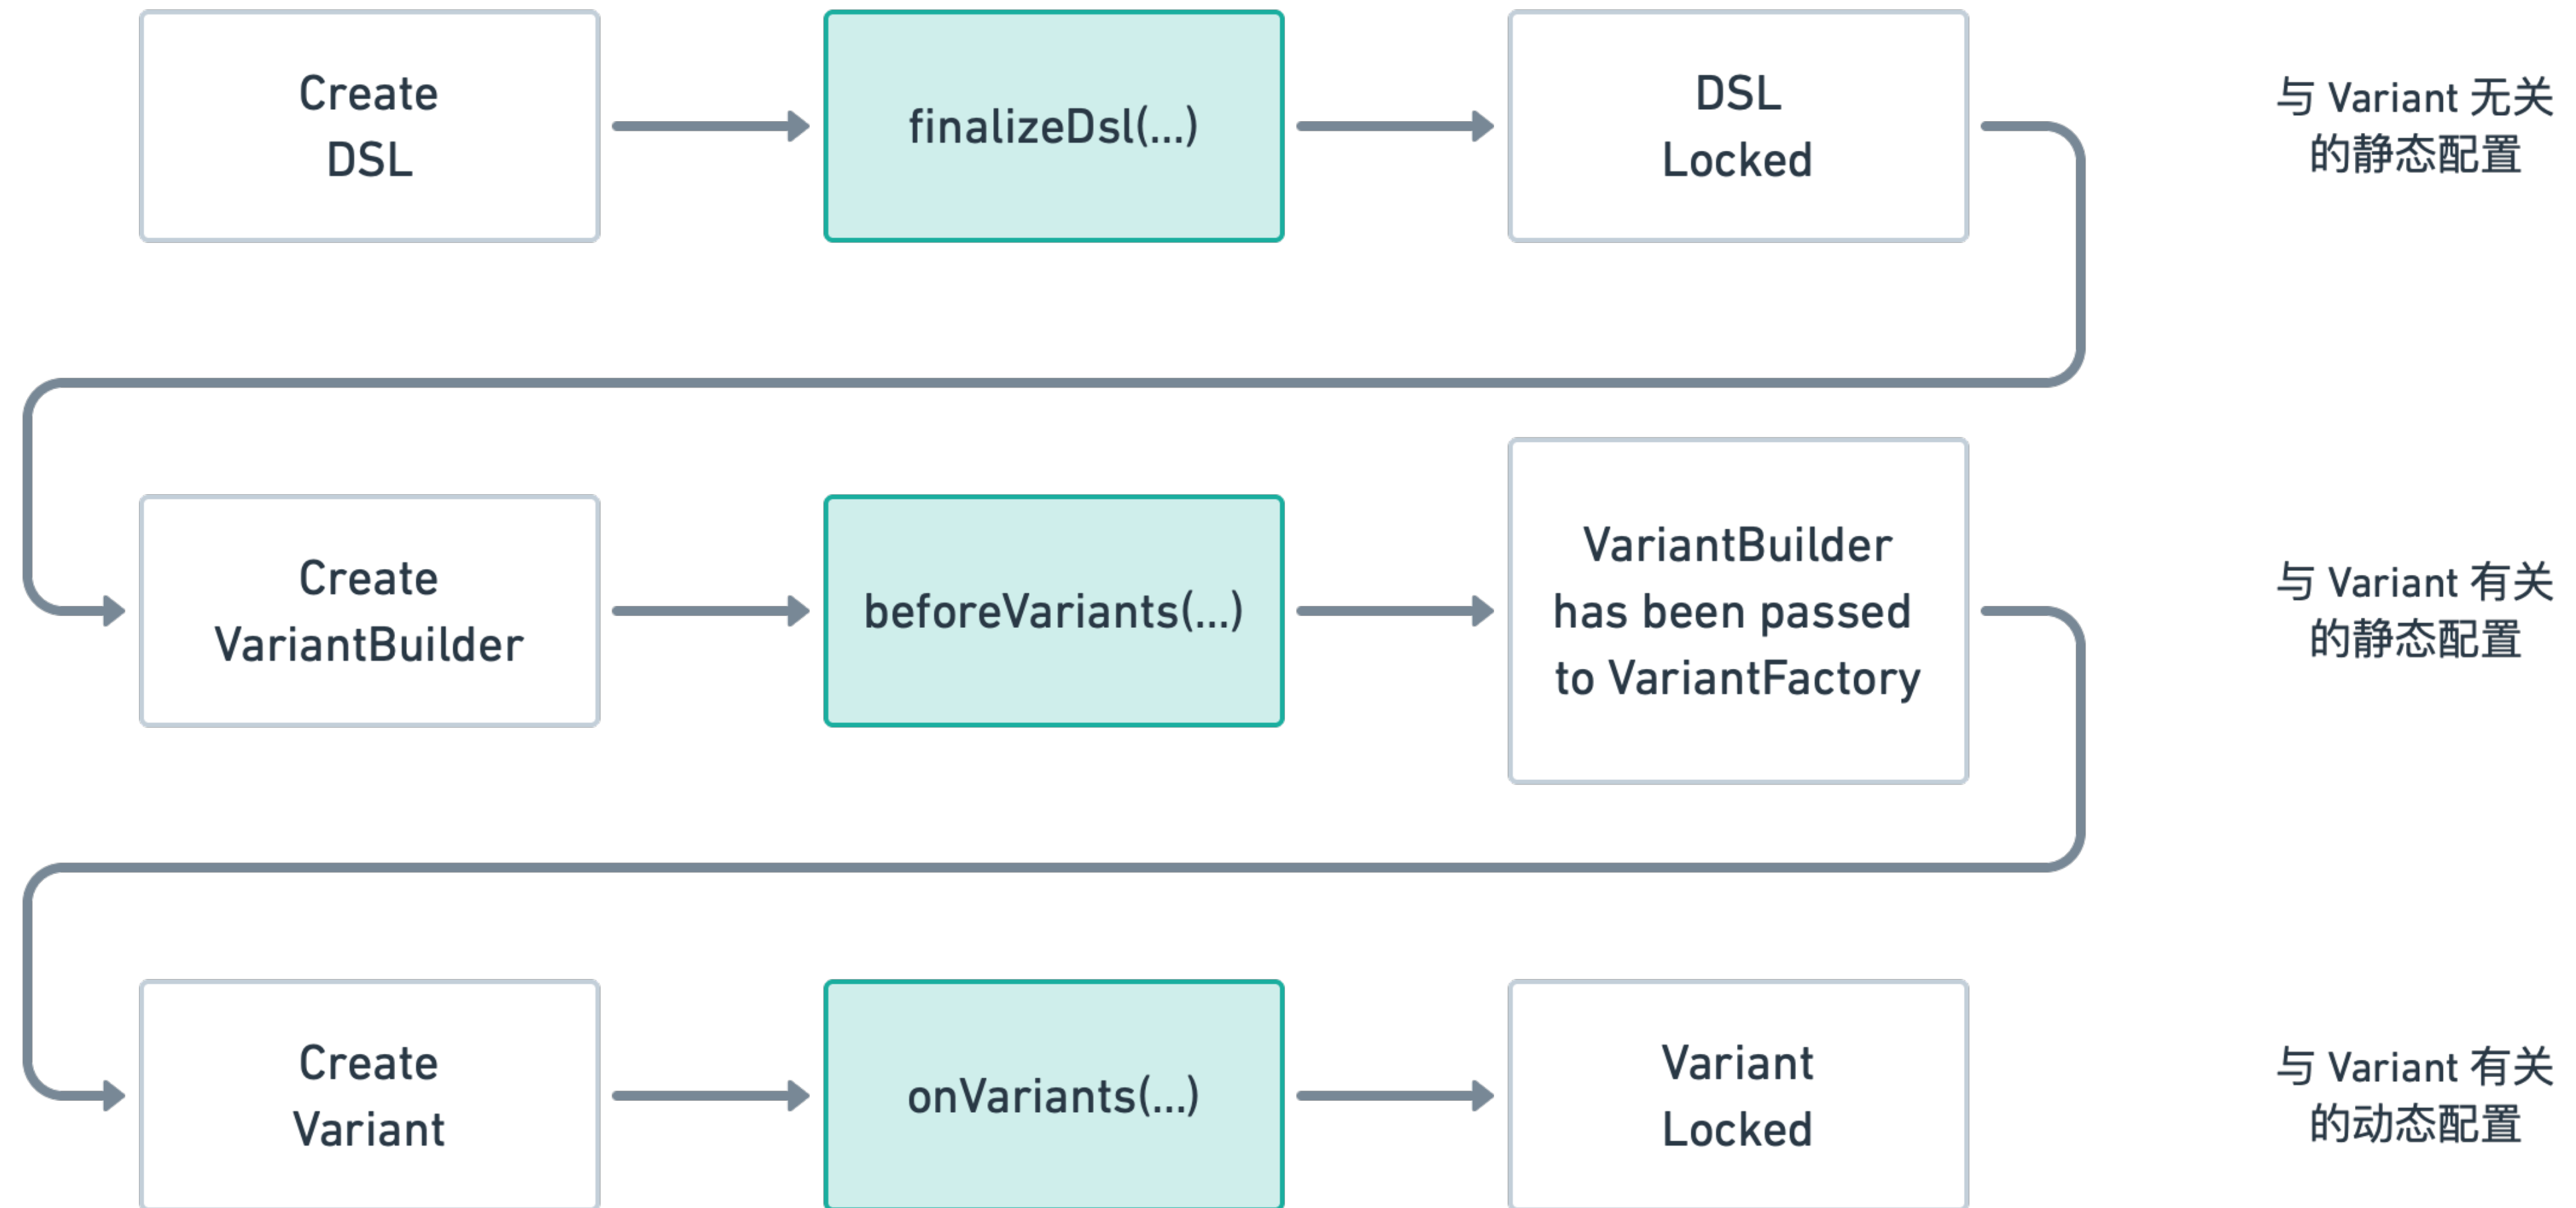 Create
DSL
finalizeDsl(...)
DSL
Locked
与 Variant 无关
的静态配置
Create
VariantBuilder
beforeVariants(...)
VariantBuilder
has been passed
to VariantFactory
与 Variant 有关
的静态配置
Create
Variant
onVariants(...)
Variant
Locked
与 Variant 有关
的动态配置